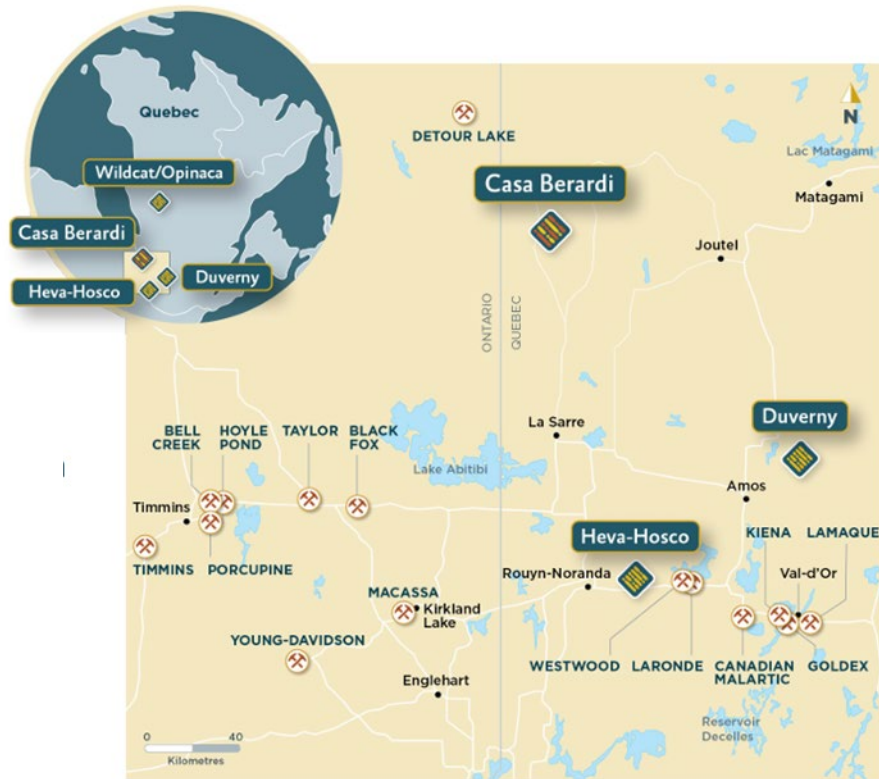 Quebec
Wildcat/Opinaca
Casa Berardi
Duverny
Heva-Hosco
DETOUR LAKE
N
Lac Matagami
Casa Berardi
Matagami
Joutel
ONTARIO
QUEBEC
BELL
CREEK
HOYLE
POND
TAYLOR
BLACK
FOX
La Sarre
Duverny
Lake Abitibi
Timmins
Amos
TIMMINS
PORCUPINE
Heva-Hosco
KIENA
LAMAQUE
Rouyn-Noranda
Val-d'Or
MACASSA
Kirkland
Lake
YOUNG-DAVIDSON
WESTWOOD
LARONDE
CANADIAN
MALARTIC
GOLDEX
Englehart
Reservoir
Decelles
0
40
Kilometres